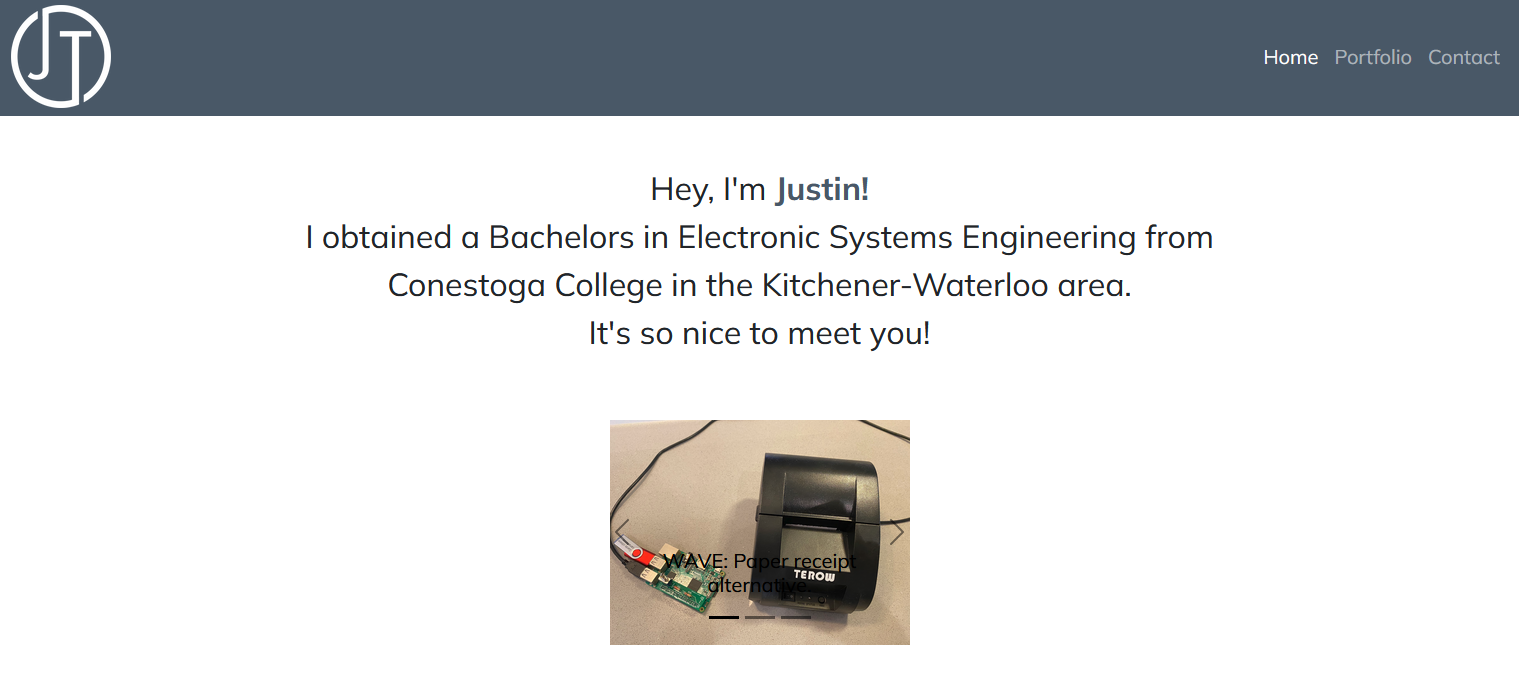 JT
Home Portfolio Contact
Hey, I'm Justin!
I obtained a Bachelors in Electronic Systems Engineering from
Conestoga College in the Kitchener-Waterloo area.
It's so nice to meet you!
WAVE: Paper receipt
alternative.
TEROW